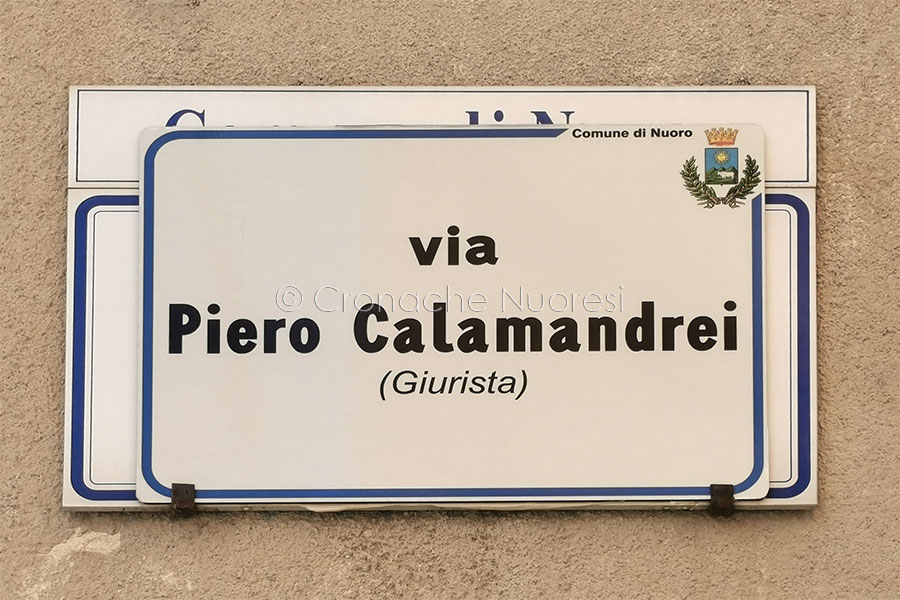 Comune di Nuoro
via
© Cronache Nuoresi
Piero Calamandrei
(Giurista)